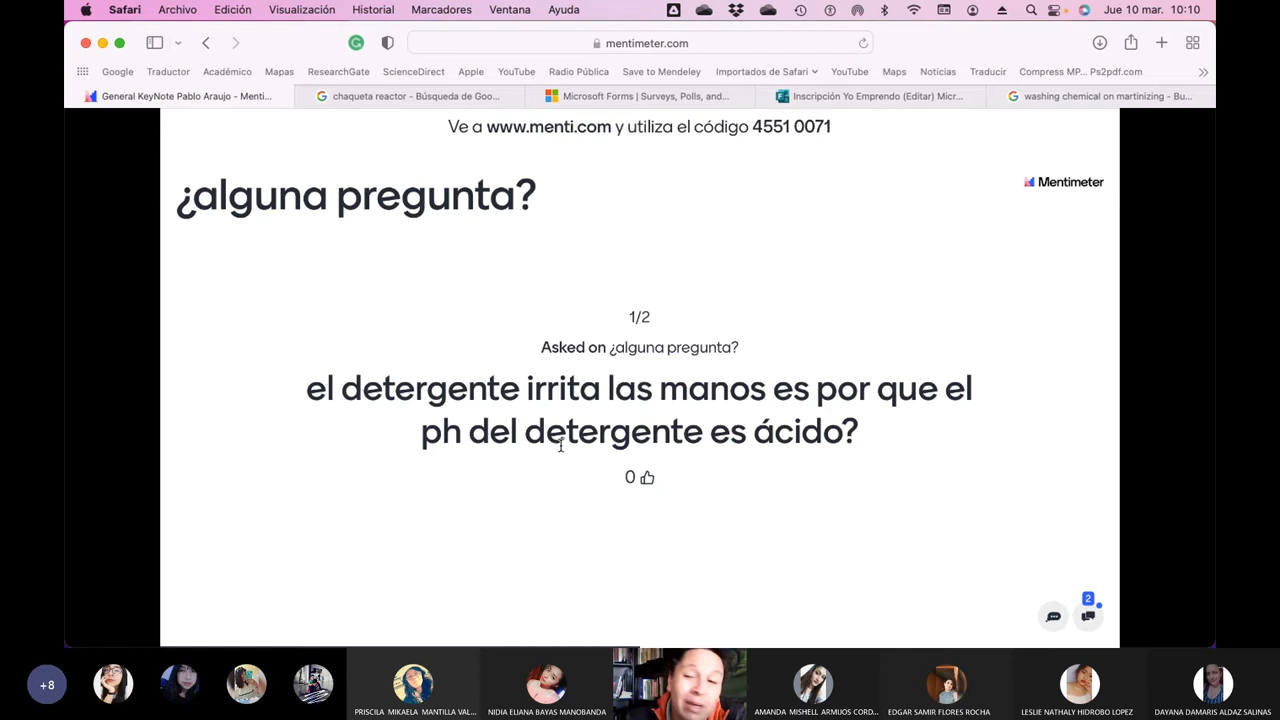 Safari Archivo Edición Visualización Historial Marcadores Ventana Ayuda Jue 10 mar. 10:10
mentimeter.com
Google Traductor Académico Mapas ResearchGate ScienceDirect Apple YouTube Radio Pública Save to Mendeley Importados de Safari YouTube Maps Noticias Traducir Compress MP... Ps2pdf.com
General KeyNote Pablo Araujo - Menti... chaqueta reactor - Búsqueda de Goo... Microsoft Forms | Surveys, Polls, and... Inscripción Yo Emprendo (Editar) Micr... washing chemical on martinizing - Bu...
Ve a www.menti.com y utiliza el código 4551 0071
¿alguna pregunta?
Mentimeter
1/2
Asked on ¿alguna pregunta?
el detergente irrita las manos es por que el
ph del detergente es ácido?
0
2
+8
PRISCILA MIKAELA MANTILLA VAL... NIDIA ELIANA BAYAS MANOBANDA AMANDA MISHELL ARMIJOS CORD... EDGAR SAMIR FLORES ROCHA LESLIE NATHALY HIDROBO LOPEZ DAYANA DAMARIS ALDAZ SALINAS